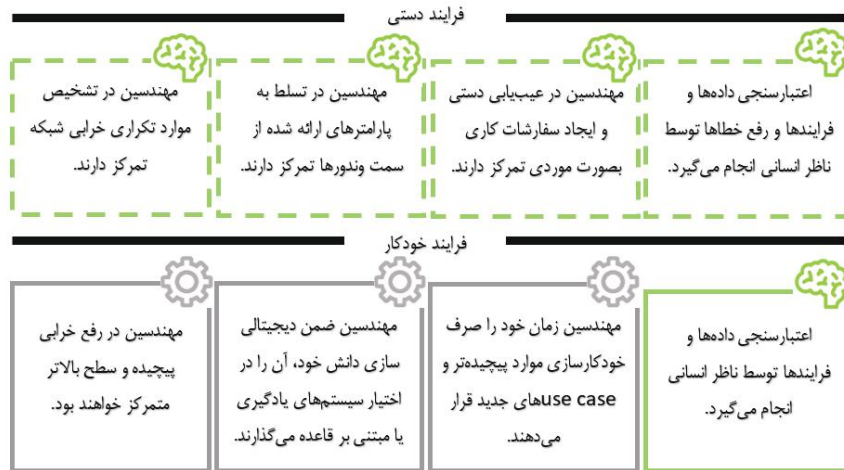 فرایند دستی
اعتبارسنجی داده‌ها و
فرایندها و رفع خطاها توسط
ناظر انسانی انجام می‌گیرد.
مهندسین در عیب‌یابی دستی
و ایجاد سفارشات کاری
بصورت موردی تمرکز دارند.
مهندسین در تسلط به
پارامترهای ارائه شده از
سمت وندورها تمرکز دارند.
مهندسین در تشخیص
موارد تکراری خرابی شبکه
تمرکز دارند.
فرایند خودکار
اعتبارسنجی داده‌ها و
فرایندها توسط ناظر انسانی
انجام می‌گیرد.
مهندسین زمان خود را صرف
خودکارسازی موارد پیچیده‌تر و
use caseهای جدید قرار
می‌دهند.
مهندسین ضمن دیجیتالی
سازی دانش خود، آن را در
اختیار سیستم‌های یادگیری
یا مبتنی بر قاعده می‌گذارند.
مهندسین در رفع خرابی
پیچیده و سطح بالاتر
متمرکز خواهند بود.